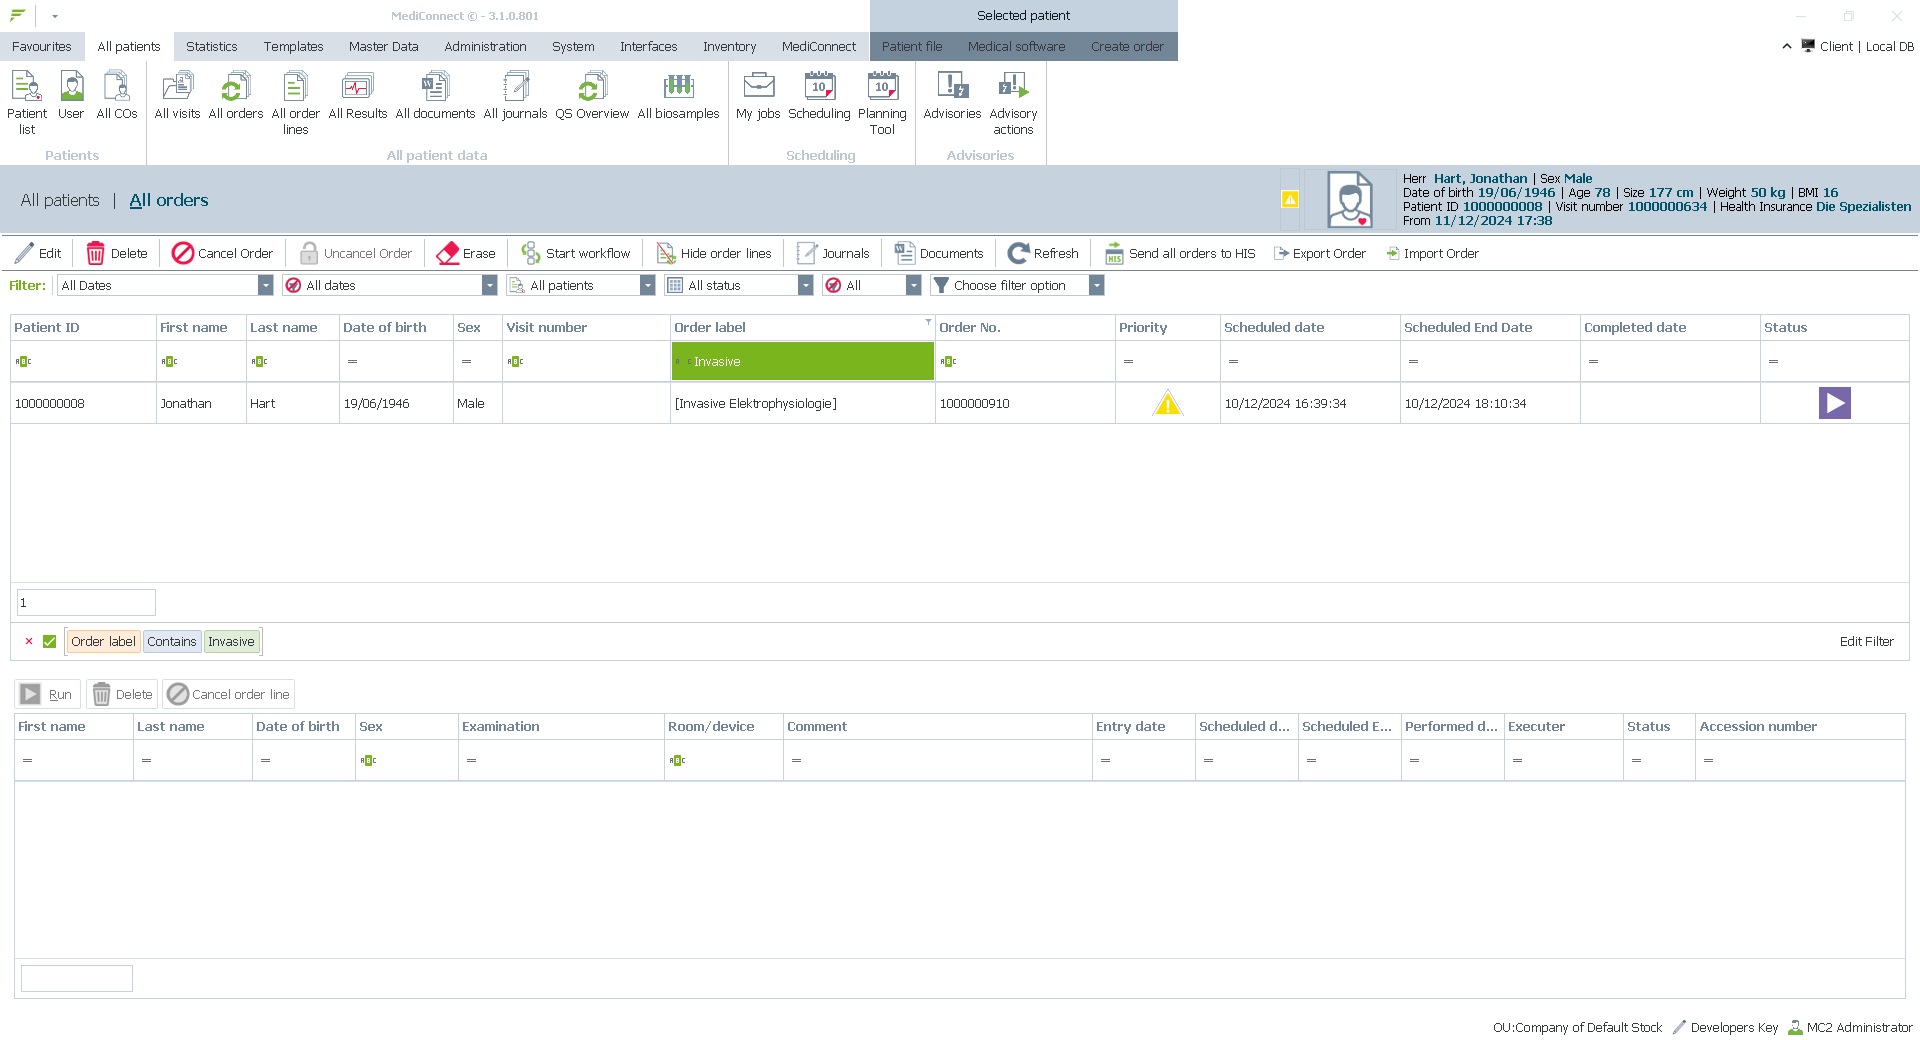 MediConnect © - 3.1.0.801
Selected patient
Favourites All patients Statistics Templates Master Data Administration System Interfaces Inventory MediConnect Patient file Medical software Create order
Client | Local DB
Patient list User All COs All visits All orders All order lines All Results All documents All journals QS Overview All biosamples My jobs Scheduling Planning Tool Advisories Advisory actions
Patients All patient data Scheduling Advisories
All patients | All orders
Herr Hart, Jonathan | Sex Male
Date of birth 19/06/1946 | Age 78 | Size 177 cm | Weight 50 kg | BMI 16
Patient ID 1000000008 | Visit number 1000000634 | Health Insurance Die Spezialisten
From 11/12/2024 17:38
Edit Delete Cancel Order Uncancel Order Erase Start workflow Hide order lines Journals Documents Refresh Send all orders to HIS Export Order Import Order
Filter: All Dates All dates All patients All status All Choose filter option
Patient ID First name Last name Date of birth Sex Visit number Order label Order No. Priority Scheduled date Scheduled End Date Completed date Status
= = Invasive = = = = =
1000000008 Jonathan Hart 19/06/1946 Male [Invasive Elektrophysiologie] 1000000910 10/12/2024 16:39:34 10/12/2024 18:10:34
1
Order label Contains Invasive Edit Filter
Run Delete Cancel order line
First name Last name Date of birth Sex Examination Room/device Comment Entry date Scheduled d... Scheduled E... Performed d... Executer Status Accession number
= = = = = = = = = = = =
OU:Company of Default Stock Developers Key MC2 Administrator